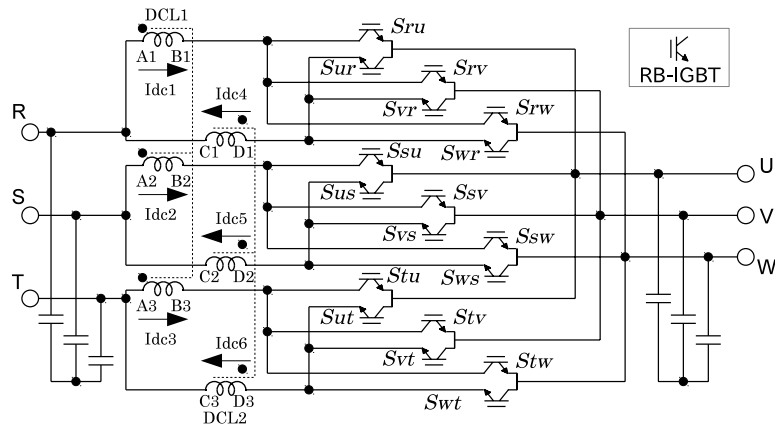 DCL1
A1 B1
Idc1
Idc4
Sru
Sur
Srv
Svr
Srw
Swr
RB-IGBT
R
C1 D1
A2 B2
Idc2
Idc5
Ssu
Sus
Ssv
Svs
Ssw
Sws
U
S
V
C2 D2
W
T
A3 B3
Idc3
Idc6
Stu
Sut
Stv
Svt
Stw
Swt
C3 D3
DCL2